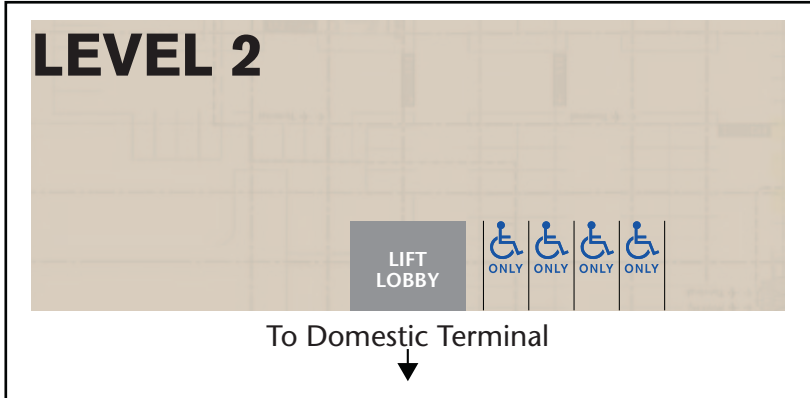 LEVEL 2
LIFT
LOBBY
ONLY ONLY ONLY ONLY
To Domestic Terminal